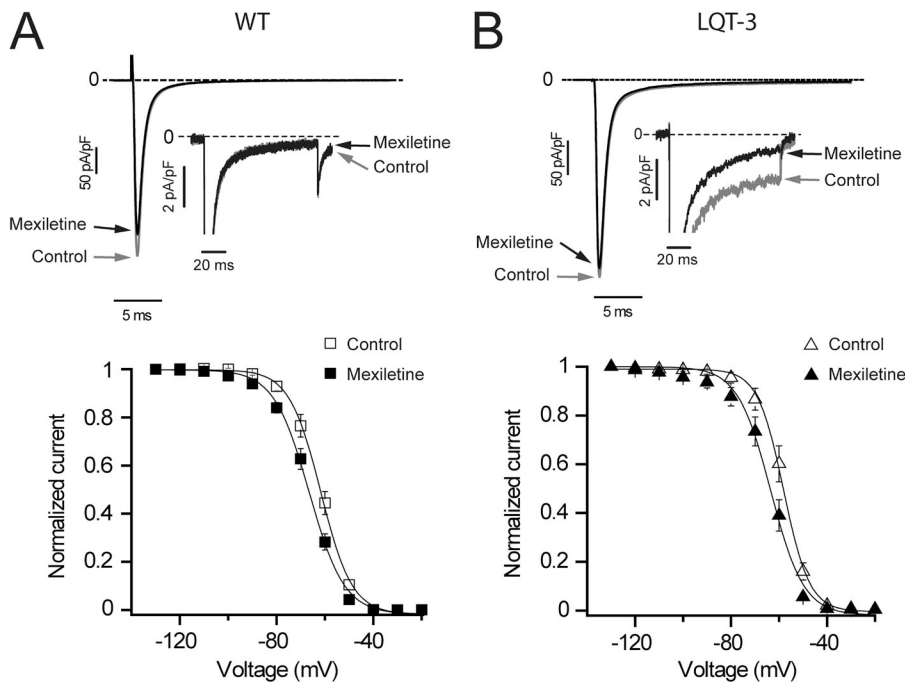 A
WT
0
50 pA/pF
0
2 pA/pF
Mexiletine
Control
20 ms
Mexiletine
Control
5 ms
Control
Mexiletine
Normalized current
1
0.8
0.6
0.4
0.2
0
-120
-80
-40
Voltage (mV)
B
LQT-3
0
50 pA/pF
0
2 pA/pF
Mexiletine
Control
20 ms
Mexiletine
Control
5 ms
Control
Mexiletine
Normalized current
1
0.8
0.6
0.4
0.2
0
-120
-80
-40
Voltage (mV)